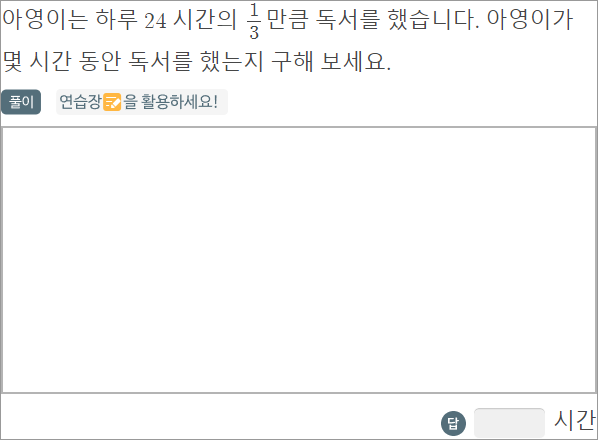 아영이는 하루 24 시간의 1/3 만큼 독서를 했습니다. 아영이가
몇 시간 동안 독서를 했는지 구해 보세요.
풀이 연습장을 활용하세요!
답 시간